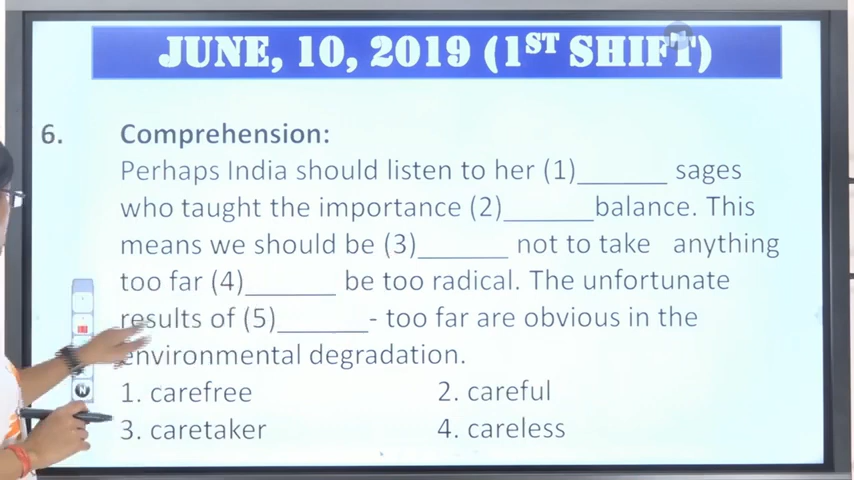 JUNE, 10, 2019 (1ST SHIFT)
6. Comprehension:
Perhaps India should listen to her (1)_______ sages
who taught the importance (2)_______balance. This
means we should be (3)_______ not to take anything
too far (4)_______ be too radical. The unfortunate
results of (5)_______- too far are obvious in the
environmental degradation.
1. carefree 2. careful
3. caretaker 4. careless